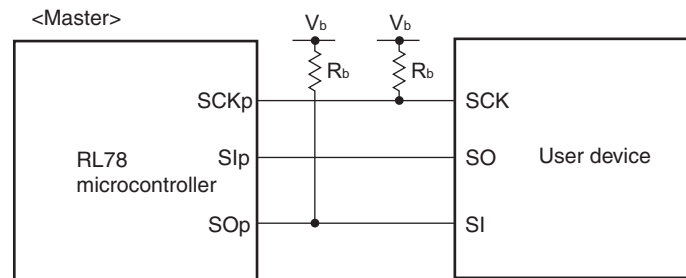 <Master>
Vb Vb
Rb Rb
SCKp SCK
SIp SO
RL78
microcontroller
User device
SOp SI